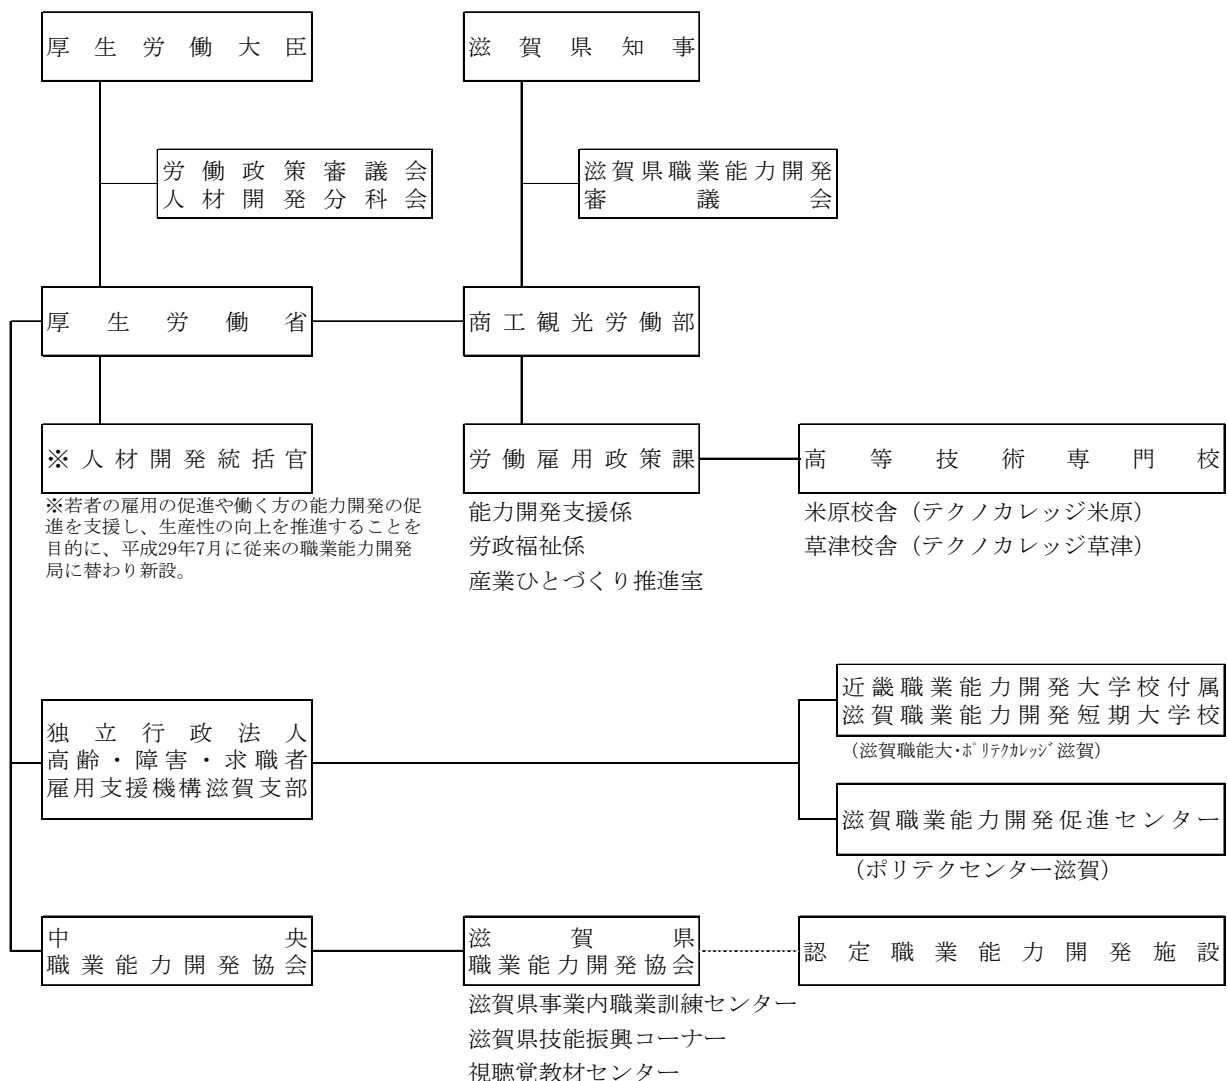 厚生労働大臣
滋賀県知事
労働政策審議会
人材開発分科会
滋賀県職業能力開発
審議会
厚生労働省
商工観光労働部
※人材開発統括官
労働雇用政策課
高等技術専門校
※若者の雇用の促進や働く方の能力開発の促
進を支援し、生産性の向上を推進することを
目的に、平成29年7月に従来の職業能力開発
局に替わり新設。
能力開発支援係
労政福祉係
産業ひとづくり推進室
米原校舎（テクノカレッジ米原）
草津校舎（テクノカレッジ草津）
独立行政法人
高齢・障害・求職者
雇用支援機構滋賀支部
近畿職業能力開発大学校付属
滋賀職業能力開発短期大学校
（滋賀職能大・ﾎﾟﾘﾃｸｶﾚｯｼﾞ滋賀）
滋賀職業能力開発促進センター
（ポリテクセンター滋賀）
中央
職業能力開発協会
滋賀県
職業能力開発協会
認定職業能力開発施設
滋賀県事業内職業訓練センター
滋賀県技能振興コーナー
視聴覚教材センター